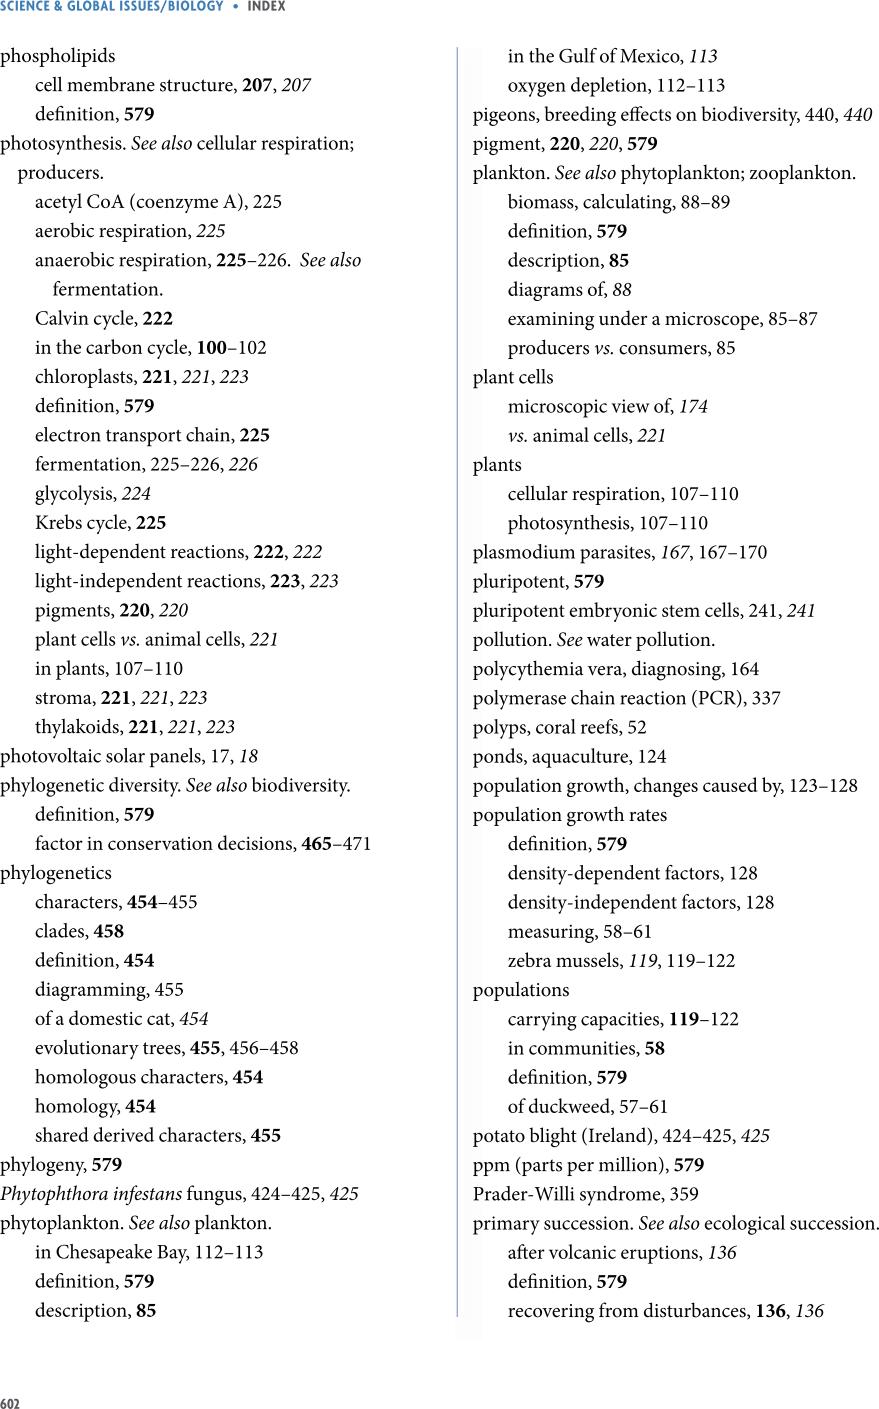 SCIENCE & GLOBAL ISSUES/BIOLOGY • INDEX
phospholipids
cell membrane structure, 207, 207
definition, 579
photosynthesis. See also cellular respiration;
producers.
acetyl CoA (coenzyme A), 225
aerobic respiration, 225
anaerobic respiration, 225–226. See also
fermentation.
Calvin cycle, 222
in the carbon cycle, 100–102
chloroplasts, 221, 221, 223
definition, 579
electron transport chain, 225
fermentation, 225–226, 226
glycolysis, 224
Krebs cycle, 225
light-dependent reactions, 222, 222
light-independent reactions, 223, 223
pigments, 220, 220
plant cells vs. animal cells, 221
in plants, 107–110
stroma, 221, 221, 223
thylakoids, 221, 221, 223
photovoltaic solar panels, 17, 18
phylogenetic diversity. See also biodiversity.
definition, 579
factor in conservation decisions, 465–471
phylogenetics
characters, 454–455
clades, 458
definition, 454
diagramming, 455
of a domestic cat, 454
evolutionary trees, 455, 456–458
homologous characters, 454
homology, 454
shared derived characters, 455
phylogeny, 579
Phytophthora infestans fungus, 424–425, 425
phytoplankton. See also plankton.
in Chesapeake Bay, 112–113
definition, 579
description, 85
in the Gulf of Mexico, 113
oxygen depletion, 112–113
pigeons, breeding effects on biodiversity, 440, 440
pigment, 220, 220, 579
plankton. See also phytoplankton; zooplankton.
biomass, calculating, 88–89
definition, 579
description, 85
diagrams of, 88
examining under a microscope, 85–87
producers vs. consumers, 85
plant cells
microscopic view of, 174
vs. animal cells, 221
plants
cellular respiration, 107–110
photosynthesis, 107–110
plasmodium parasites, 167, 167–170
pluripotent, 579
pluripotent embryonic stem cells, 241, 241
pollution. See water pollution.
polycythemia vera, diagnosing, 164
polymerase chain reaction (PCR), 337
polyps, coral reefs, 52
ponds, aquaculture, 124
population growth, changes caused by, 123–128
population growth rates
definition, 579
density-dependent factors, 128
density-independent factors, 128
measuring, 58–61
zebra mussels, 119, 119–122
populations
carrying capacities, 119–122
in communities, 58
definition, 579
of duckweed, 57–61
potato blight (Ireland), 424–425, 425
ppm (parts per million), 579
Prader-Willi syndrome, 359
primary succession. See also ecological succession.
after volcanic eruptions, 136
definition, 579
recovering from disturbances, 136, 136
602